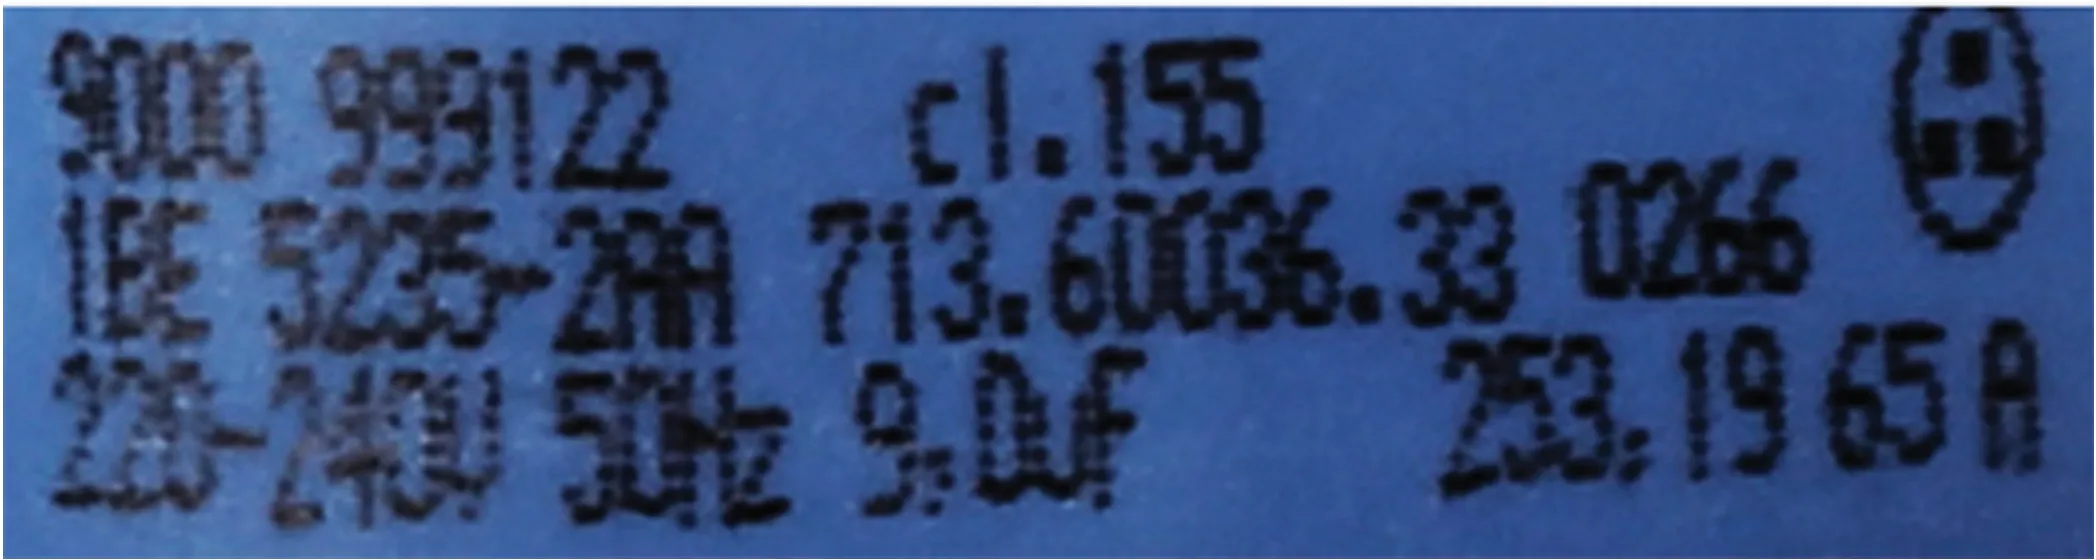 9000 999122 cl.155
1BE 5235-2AA 713.60036.33 0266
220-240V 50Hz 9.0uF 253.19 65 A